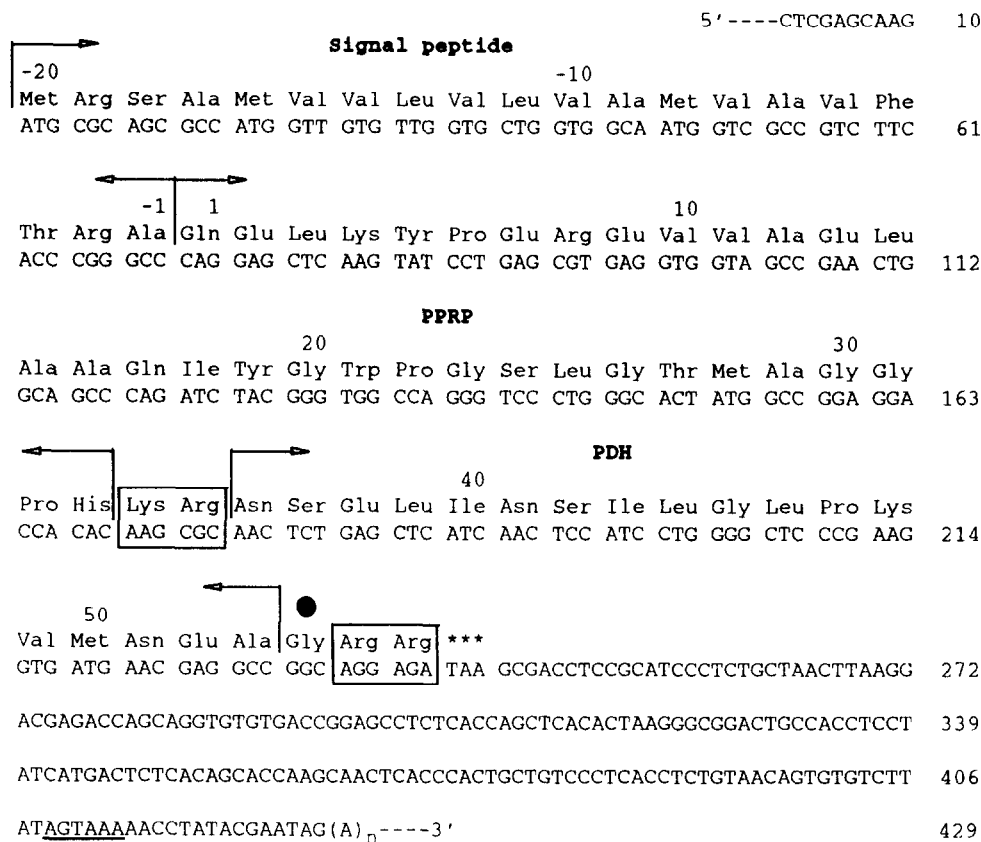 5'----CTCGAGCAAG 10
Signal peptide
-20 -10
Met Arg Ser Ala Met Val Val Leu Val Leu Val Ala Met Val Ala Val Phe
ATG CGC AGC GCC ATG GTT GTG TTG GTG CTG GTG GCA ATG GTC GCC GTC TTC 61
-1 1 10
Thr Arg Ala Gln Glu Leu Lys Tyr Pro Glu Arg Glu Val Val Ala Glu Leu
ACC CGG GCC CAG GAG CTC AAG TAT CCT GAG CGT GAG GTG GTA GCC GAA CTG 112
PPRP
20 30
Ala Ala Gln Ile Tyr Gly Trp Pro Gly Ser Leu Gly Thr Met Ala Gly Gly
GCA GCC CAG ATC TAC GGG TGG CCA GGG TCC CTG GGC ACT ATG GCC GGA GGA 163
PDH
40
Pro His Lys Arg Asn Ser Glu Leu Ile Asn Ser Ile Leu Gly Leu Pro Lys
CCA CAC AAG CGC AAC TCT GAG CTC ATC AAC TCC ATC CTG GGG CTC CCG AAG 214
50
Val Met Asn Glu Ala Gly Arg Arg ***
GTG ATG AAC GAG GCC GGC AGG AGA TAA GCGACCTCCGCATCCCTCTGCTAACTTAAGG 272
ACGAGACCAGCAGGTGTGTGACCGGAGCCTCTCACCAGCTCACACTAAGGGCGGACTGCCACCTCCT 339
ATCATGACTCTCACAGCACCAAGCAACTCACCCACTGCTGTCCCTCACCTCTGTAACAGTGTGTCTT 406
ATAGTAAAAACCTATACGAATAG(A)n----3' 429